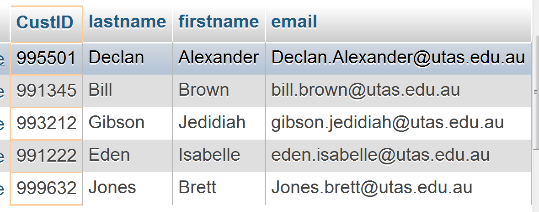 CustID lastname firstname email
e 995501 Declan Alexander Declan.Alexander@utas.edu.au
e 991345 Bill Brown bill.brown@utas.edu.au
e 993212 Gibson Jedidiah gibson.jedidiah@utas.edu.au
e 991222 Eden Isabelle eden.isabelle@utas.edu.au
e 999632 Jones Brett Jones.brett@utas.edu.au